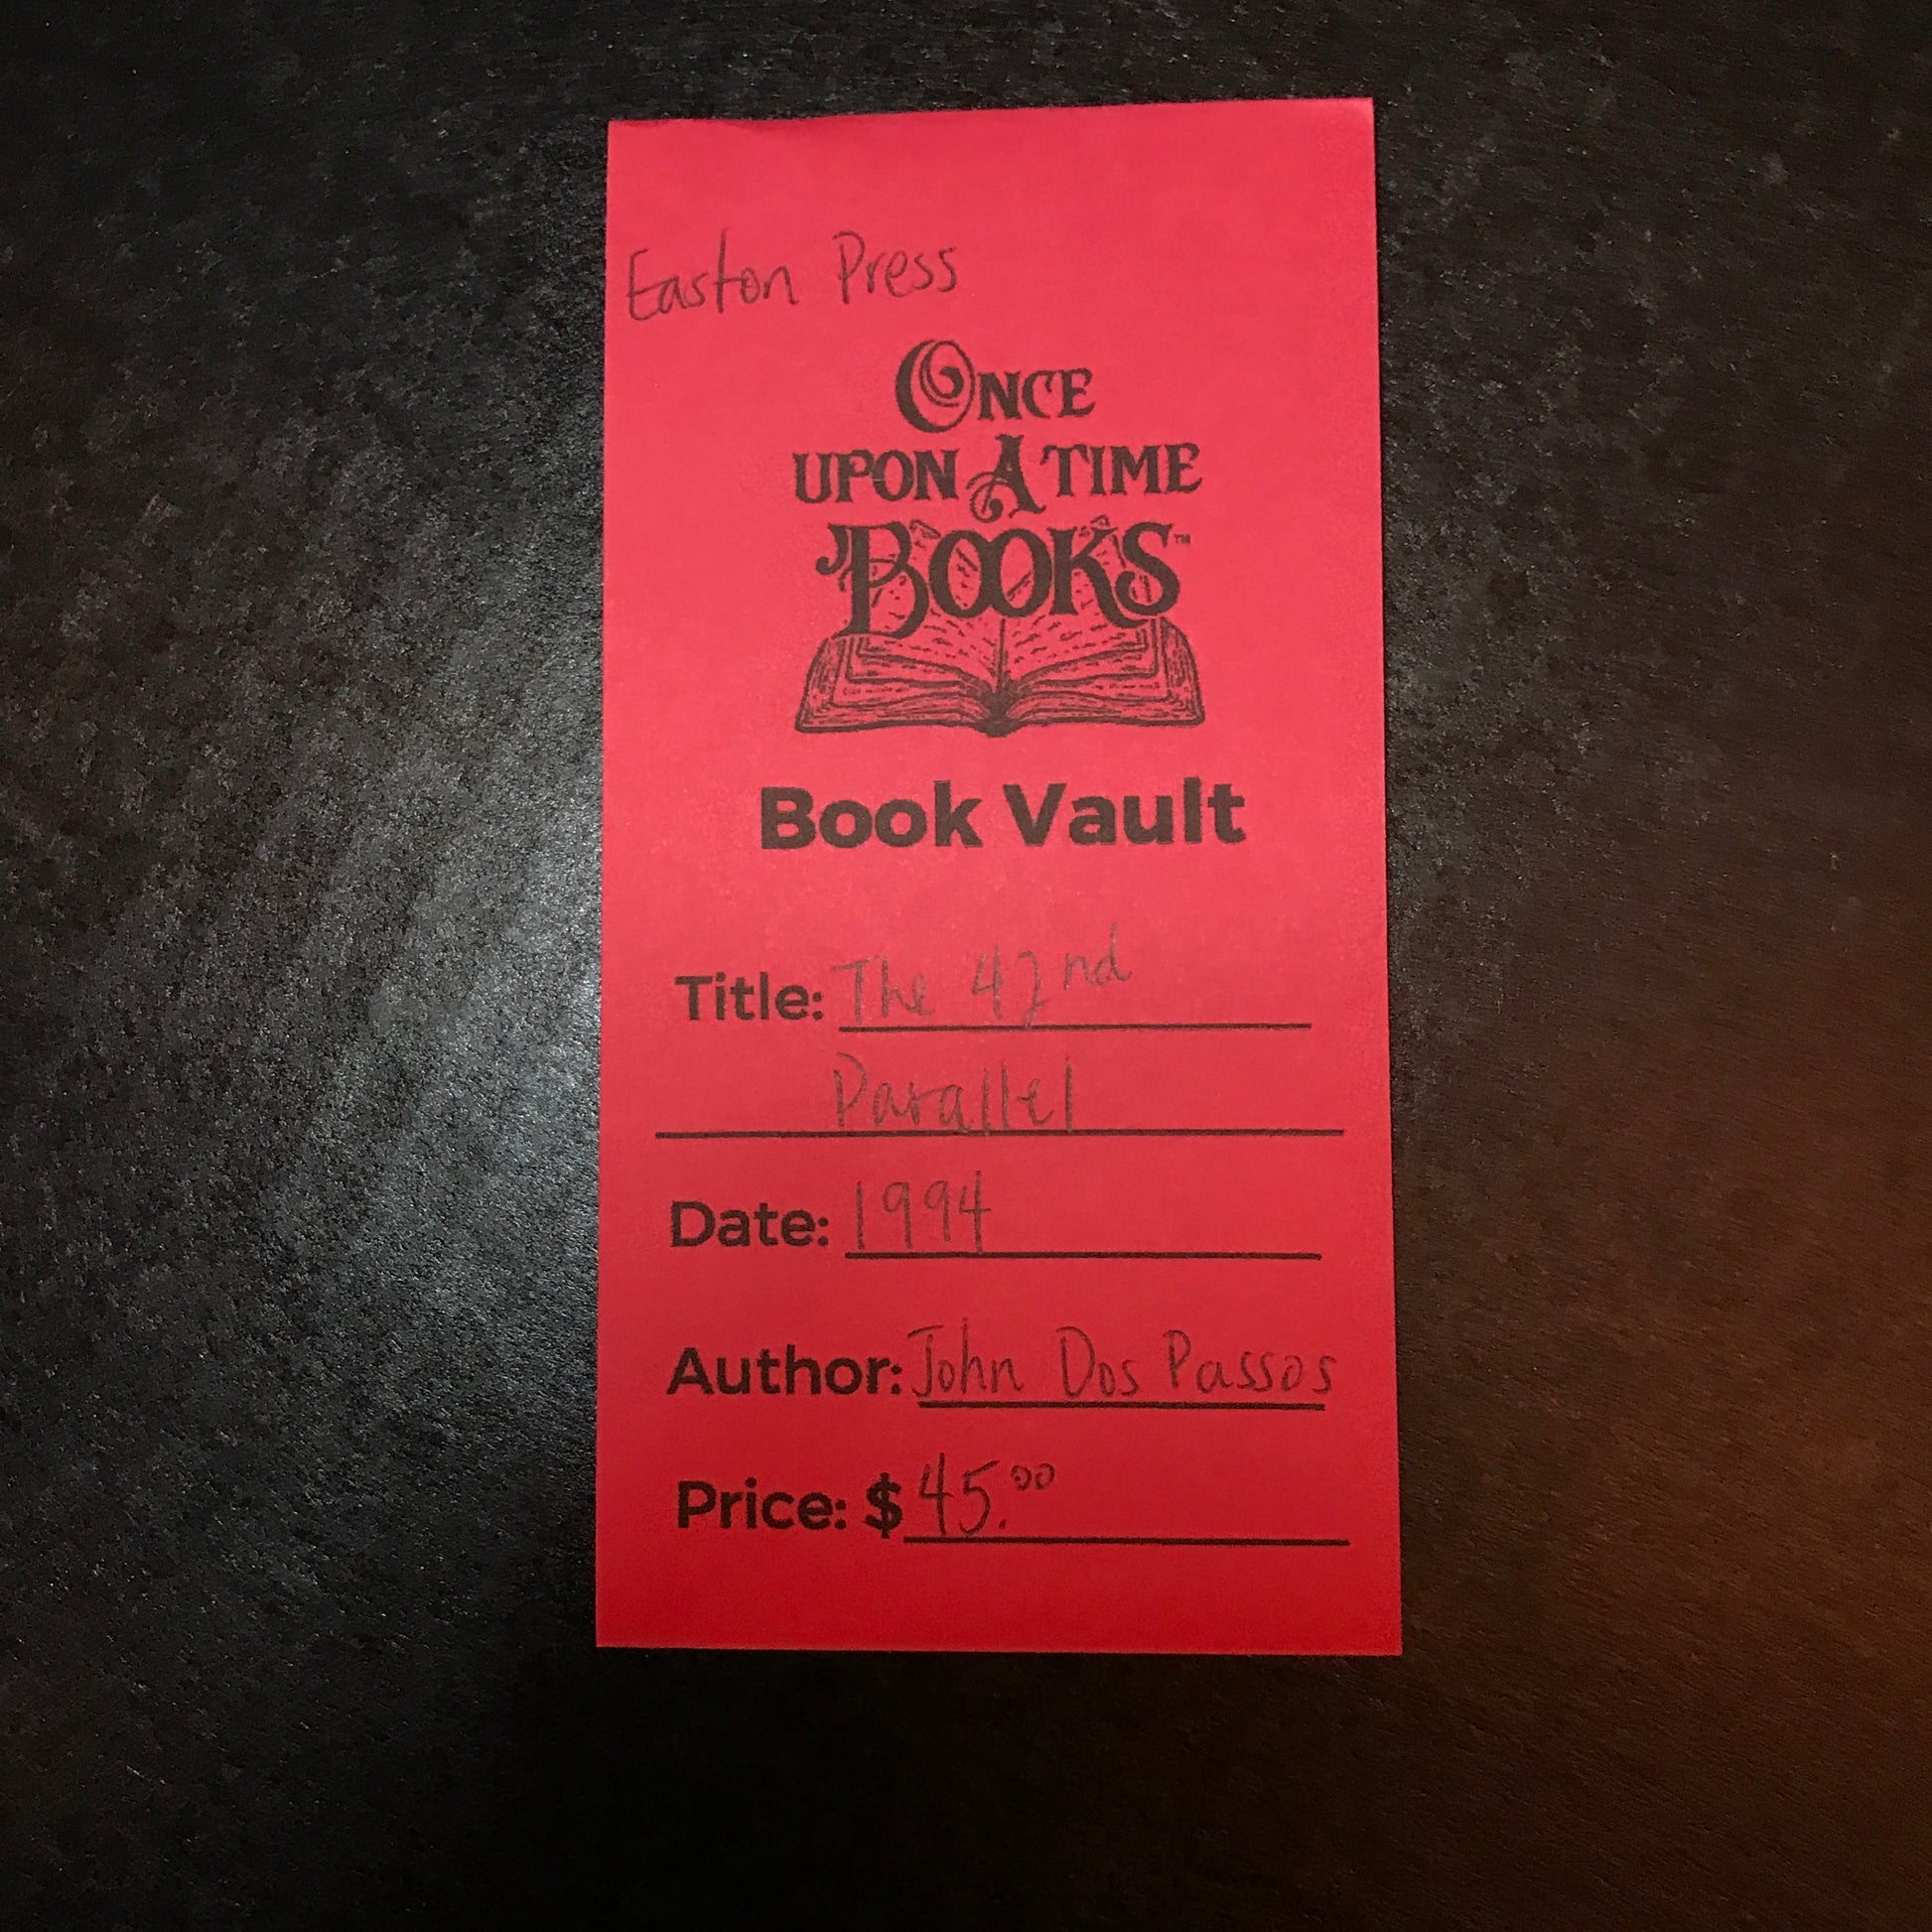 Easton Press
ONCE
UPON A TIME
BOOKS™
Book Vault
Title: The 42nd
Parallel
Date: 1994
Author: John Dos Passos
Price: $45.00